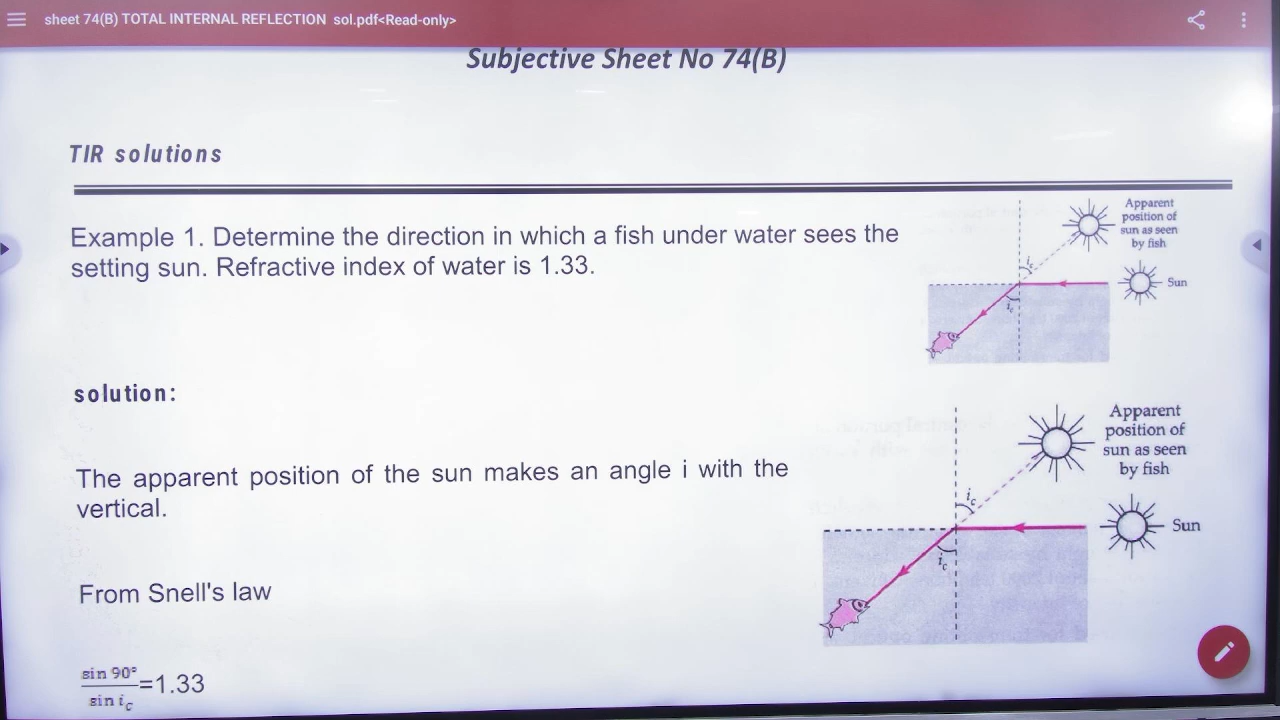 sheet 74(B) TOTAL INTERNAL REFLECTION sol.pdf<Read-only>
Subjective Sheet No 74(B)
TIR solutions
Example 1. Determine the direction in which a fish under water sees the
setting sun. Refractive index of water is 1.33.
Apparent
position of
sun as seen
by fish
i
Sun
i_c
solution:
The apparent position of the sun makes an angle i with the
vertical.
Apparent
position of
sun as seen
by fish
i_c
Sun
i_c
From Snell's law
sin 90°
sin i_c
=1.33